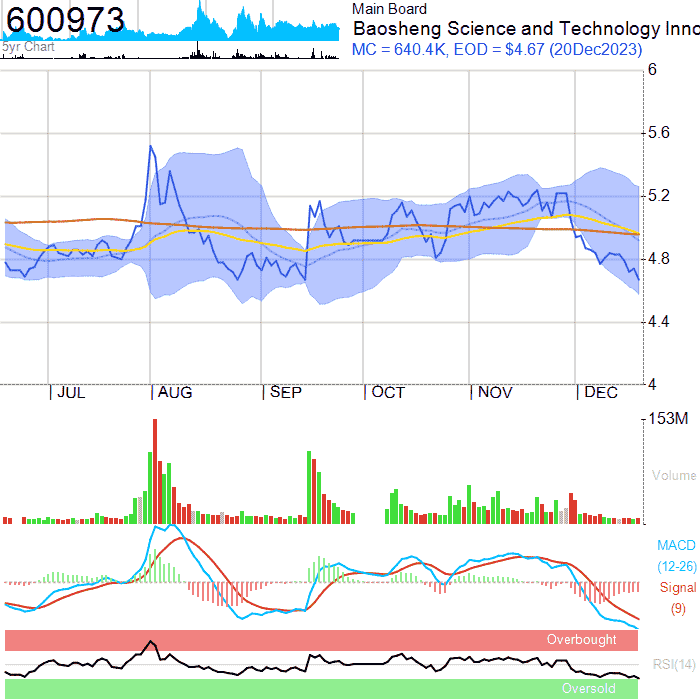 600973
5yr Chart
Main Board
Baosheng Science and Technology Inno
MC = 640.4K, EOD = $4.67 (20Dec2023)
6
5.6
5.2
4.8
4.4
4
JUL
AUG
SEP
OCT
NOV
DEC
153M
Volume
MACD
(12-26)
Signal
(9)
Overbought
RSI(14)
Oversold